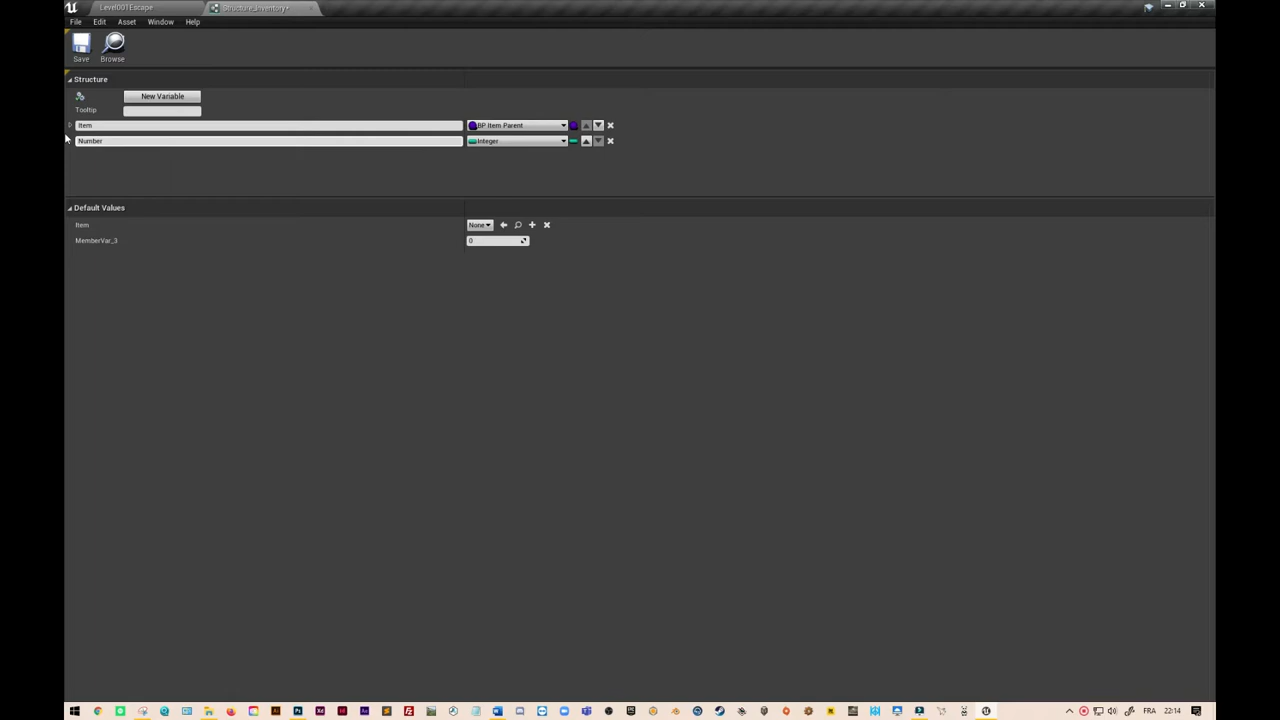 Level001Escape
Structure_Inventory*
File Edit Asset Window Help
Save Browse
Structure
New Variable
Tooltip
Item BP Item Parent
Number Integer
Default Values
Item None
MemberVar_3 0
FRA 22:14